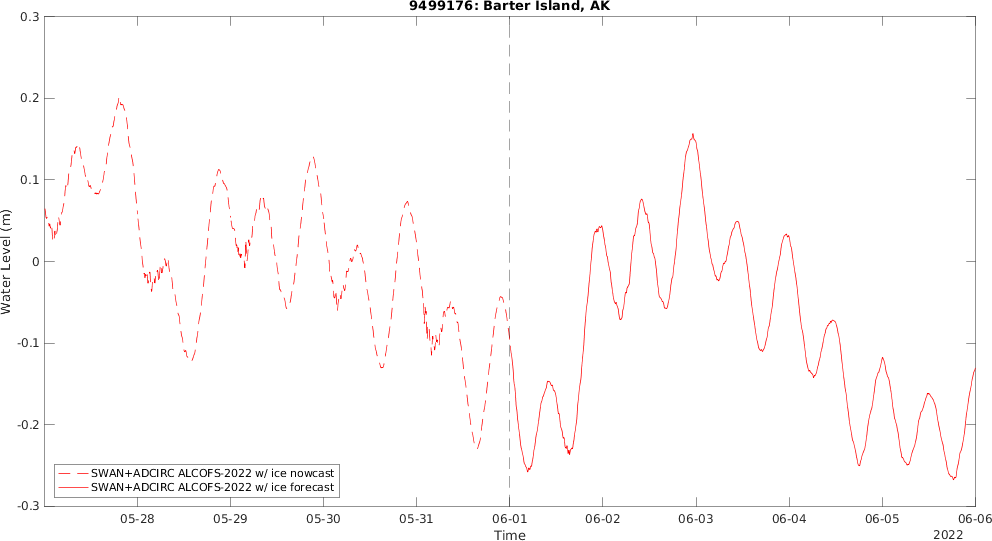 9499176: Barter Island, AK
0.3
0.2
0.1
0
-0.1
-0.2
-0.3
Water Level (m)
SWAN+ADCIRC ALCOFS-2022 w/ ice nowcast
SWAN+ADCIRC ALCOFS-2022 w/ ice forecast
05-28 05-29 05-30 05-31 06-01 06-02 06-03 06-04 06-05 06-06
Time
2022